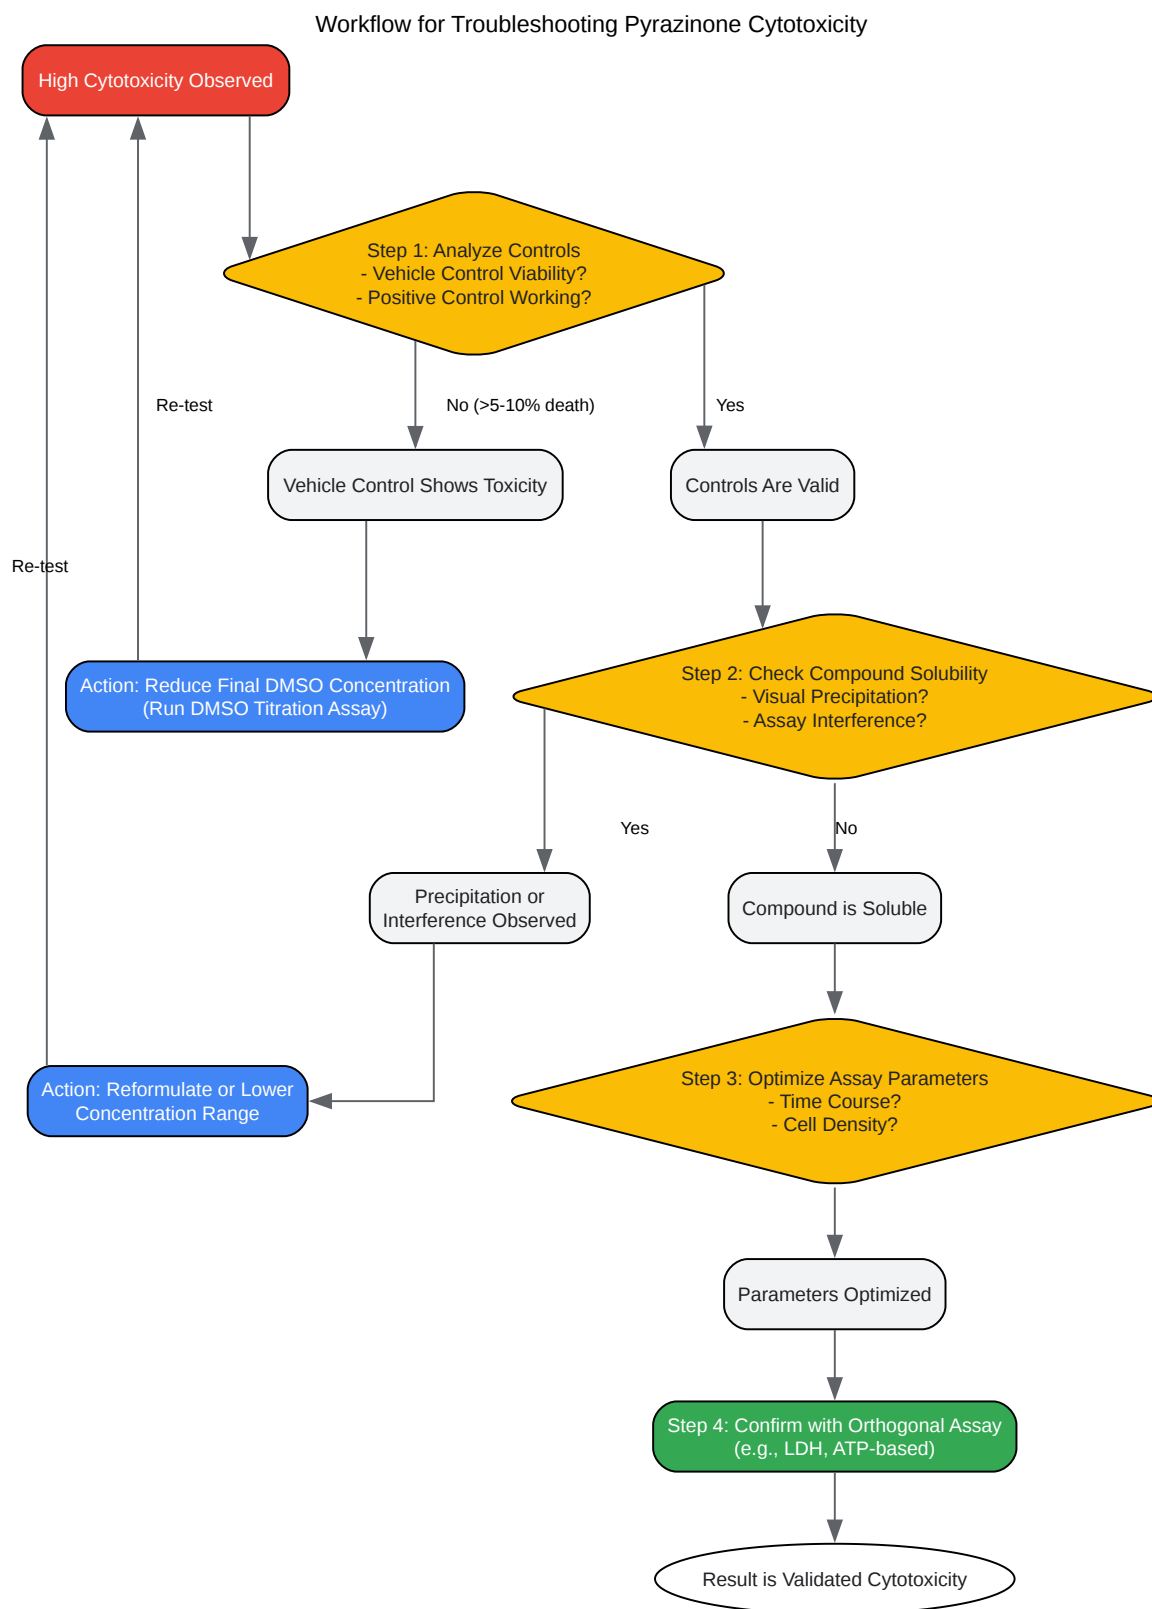 Workflow for Troubleshooting Pyrazinone Cytotoxicity
High Cytotoxicity Observed
Step 1: Analyze Controls
- Vehicle Control Viability?
- Positive Control Working?
Re-test
No (>5-10% death)
Yes
Vehicle Control Shows Toxicity
Controls Are Valid
Re-test
Action: Reduce Final DMSO Concentration
(Run DMSO Titration Assay)
Step 2: Check Compound Solubility
- Visual Precipitation?
- Assay Interference?
Yes
No
Precipitation or
Interference Observed
Compound is Soluble
Action: Reformulate or Lower
Concentration Range
Step 3: Optimize Assay Parameters
- Time Course?
- Cell Density?
Parameters Optimized
Step 4: Confirm with Orthogonal Assay
(e.g., LDH, ATP-based)
Result is Validated Cytotoxicity